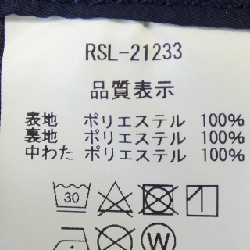 RSL-21233
品質表示
表地 ポリエステル 100%
裏地 ポリエステル 100%
中わた ポリエステル 100%
30
W